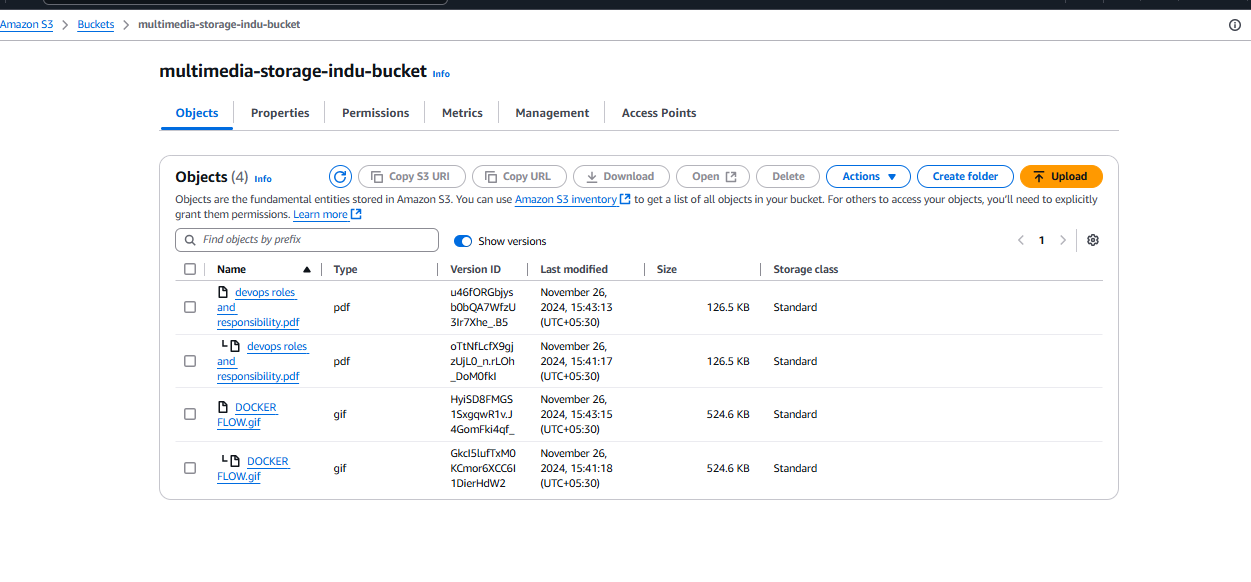 Amazon S3 > Buckets > multimedia-storage-indu-bucket
multimedia-storage-indu-bucket Info
Objects Properties Permissions Metrics Management Access Points
Objects (4) Info
Copy S3 URI Copy URL Download Open Delete Actions Create folder Upload
Objects are the fundamental entities stored in Amazon S3. You can use Amazon S3 inventory to get a list of all objects in your bucket. For others to access your objects, you'll need to explicitly
grant them permissions. Learn more
Find objects by prefix Show versions 1
Name Type Version ID Last modified Size Storage class
devops roles u46fORGbjys November 26,
and pdf b0bQA7WfzU 2024, 15:43:13 126.5 KB Standard
responsibility.pdf 3Ir7Xhe_.B5 (UTC+05:30)
devops roles oTtNfLcfX9gj November 26,
and pdf zUjL0_n.rLOh 2024, 15:41:17 126.5 KB Standard
responsibility.pdf _DoM0fkI (UTC+05:30)
DOCKER HyiSD8FMGS November 26,
FLOW.gif gif 1SxgqwR1v.J 2024, 15:43:15 524.6 KB Standard
4GomFki4qf_ (UTC+05:30)
DOCKER GkcI5lufTxM0 November 26,
FLOW.gif gif KCmor6XCC6I 2024, 15:41:18 524.6 KB Standard
1DierHdW2 (UTC+05:30)